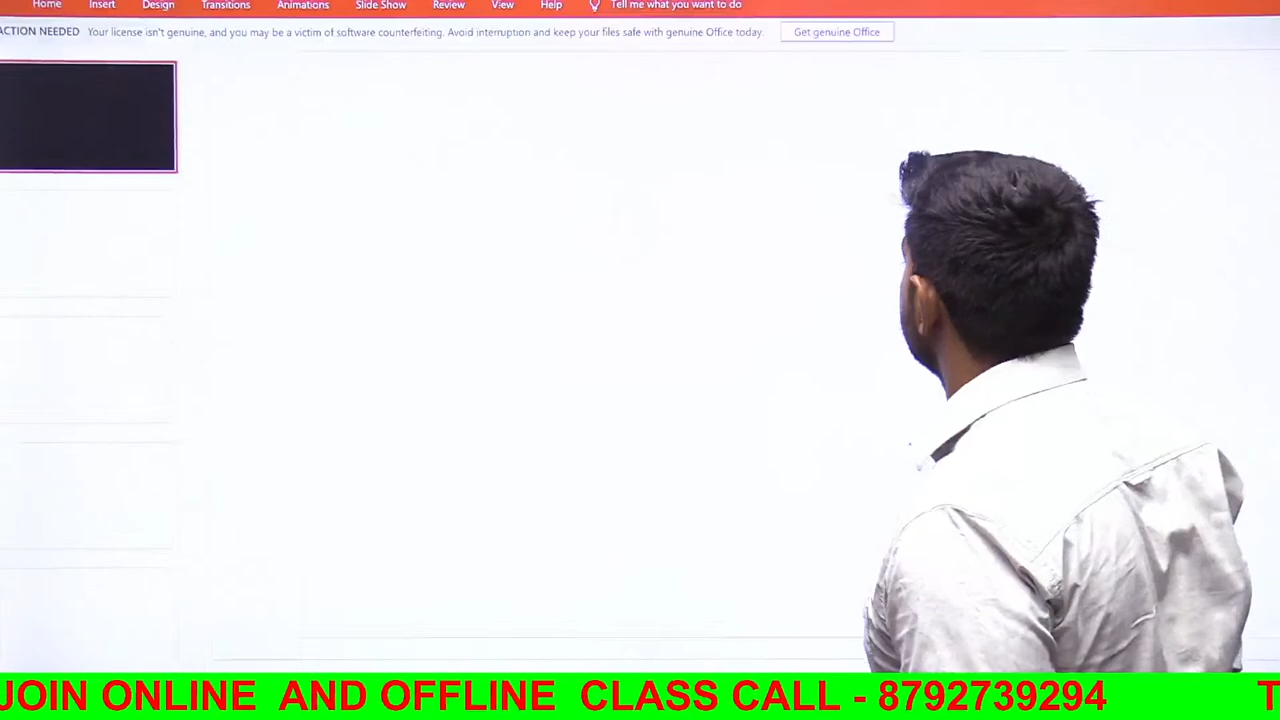 Home Insert Design Transitions Animations Slide Show Review View Help Tell me what you want to do
ACTION NEEDED Your license isn't genuine, and you may be a victim of software counterfeiting. Avoid interruption and keep your files safe with genuine Office today. Get genuine Office
JOIN ONLINE AND OFFLINE CLASS CALL - 8792739294 T